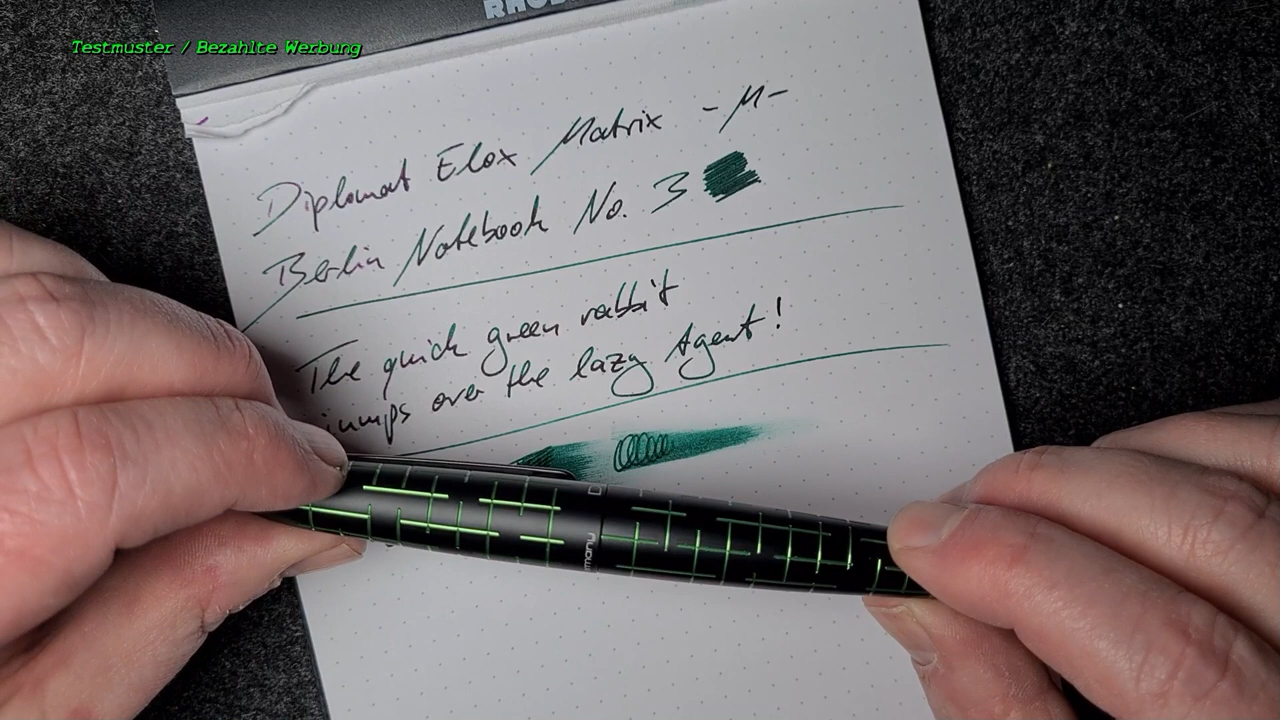 Testmuster / Bezahlte Werbung
Diplomat Elox Matrix -M-
Berlin Notebook No. 3
The quick green rabbit
jumps over the lazy Agent!